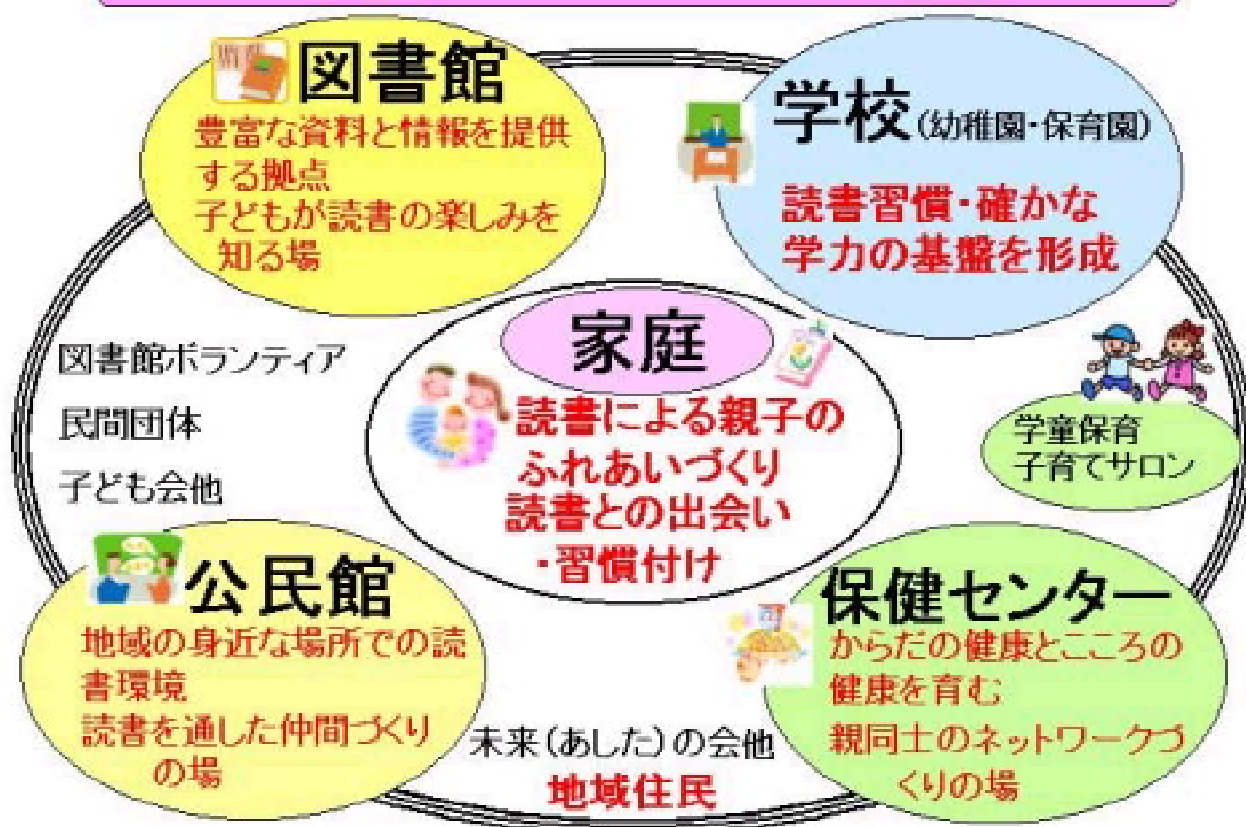 図書館
豊富な資料と情報を提供
する拠点
子どもが読書の楽しみを
知る場
学校(幼稚園・保育園)
読書習慣・確かな
学力の基盤を形成
家庭
読書による親子の
ふれあいづくり
読書との出会い
・習慣付け
図書館ボランティア
民間団体
子ども会他
学童保育
子育てサロン
公民館
地域の身近な場所での読
書環境
読書を通した仲間づくり
の場
未来(あした)の会他
地域住民
保健センター
からだの健康とこころの
健康を育む
親同士のネットワークづ
くりの場